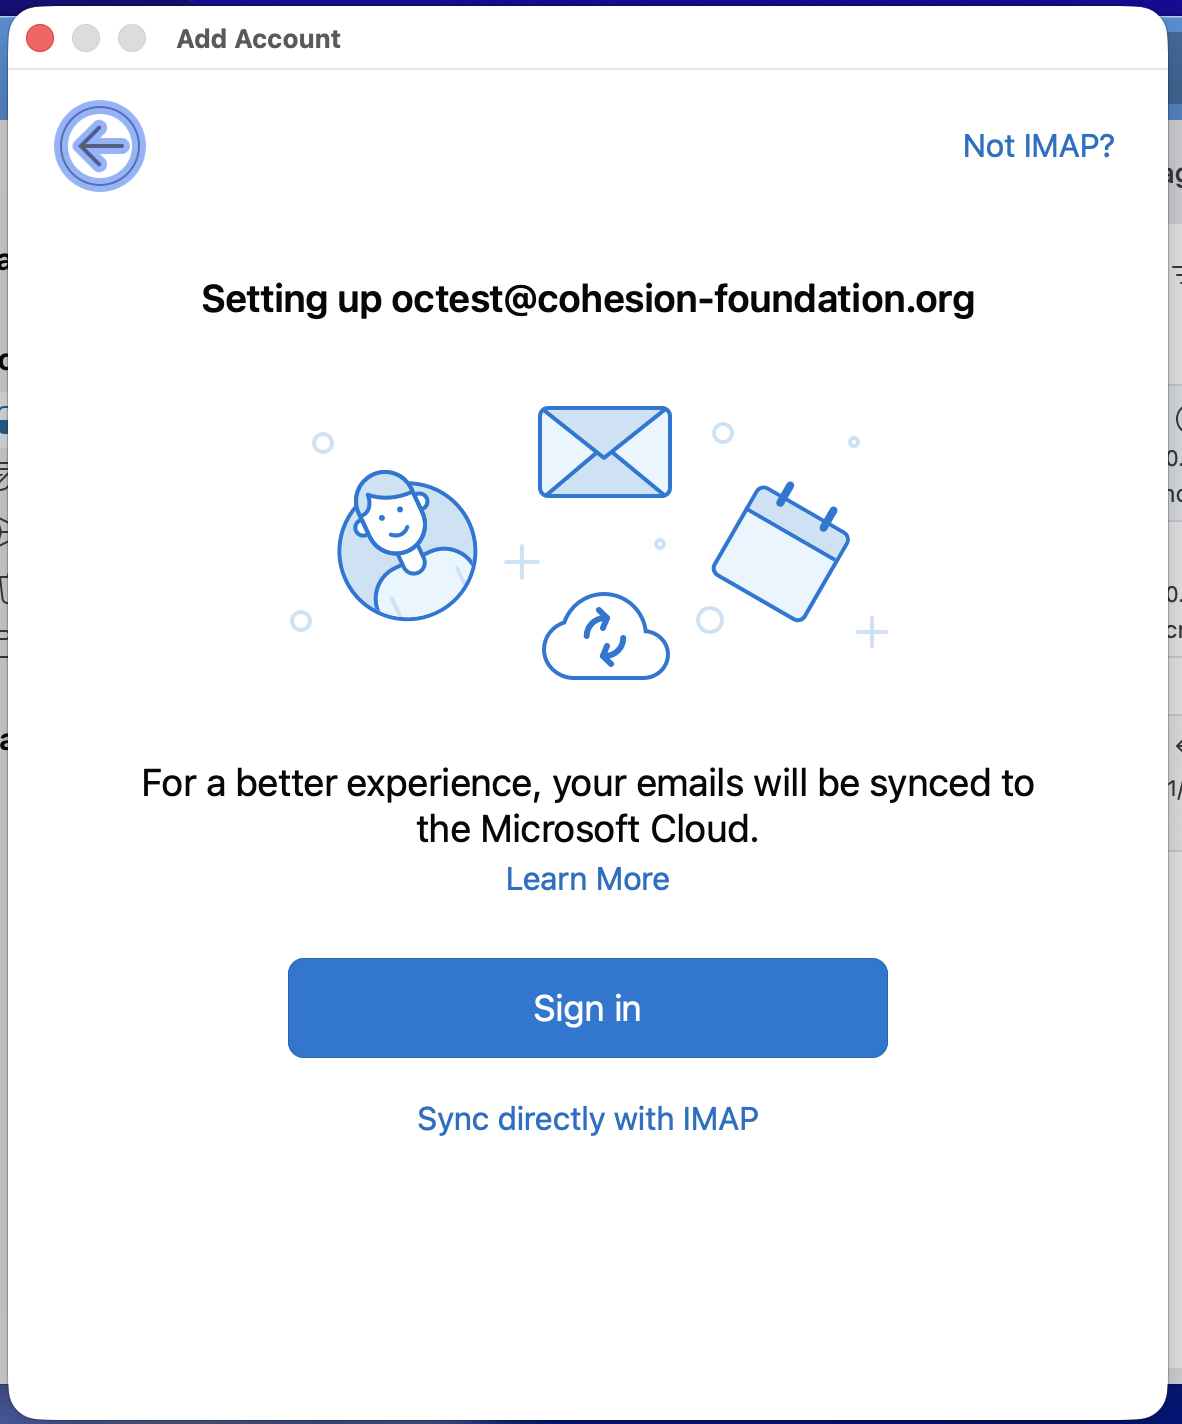 Add Account
Not IMAP?
Setting up octest@cohesion-foundation.org
For a better experience, your emails will be synced to
the Microsoft Cloud.
Learn More
Sign in
Sync directly with IMAP